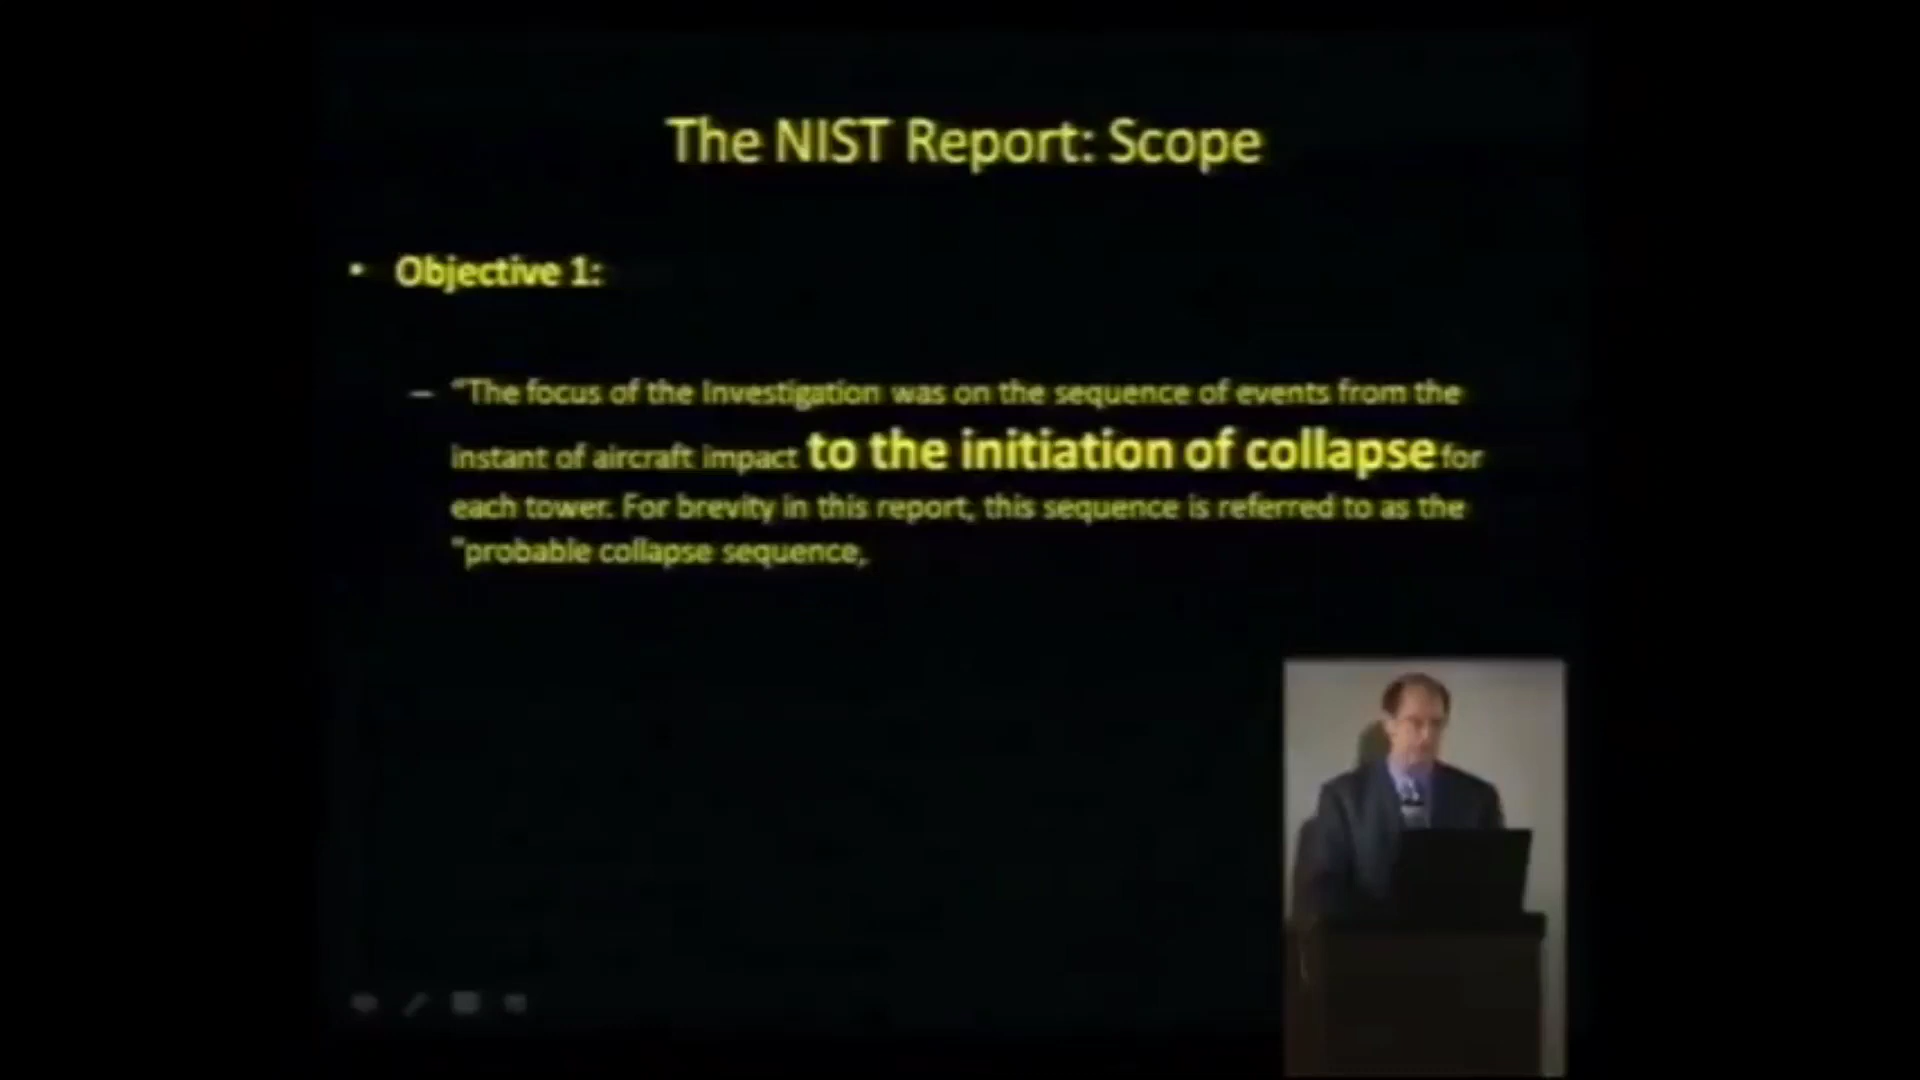 The NIST Report: Scope
• Objective 1:
– "The focus of the Investigation was on the sequence of events from the
instant of aircraft impact to the initiation of collapse for
each tower. For brevity in this report, this sequence is referred to as the
"probable collapse sequence,.